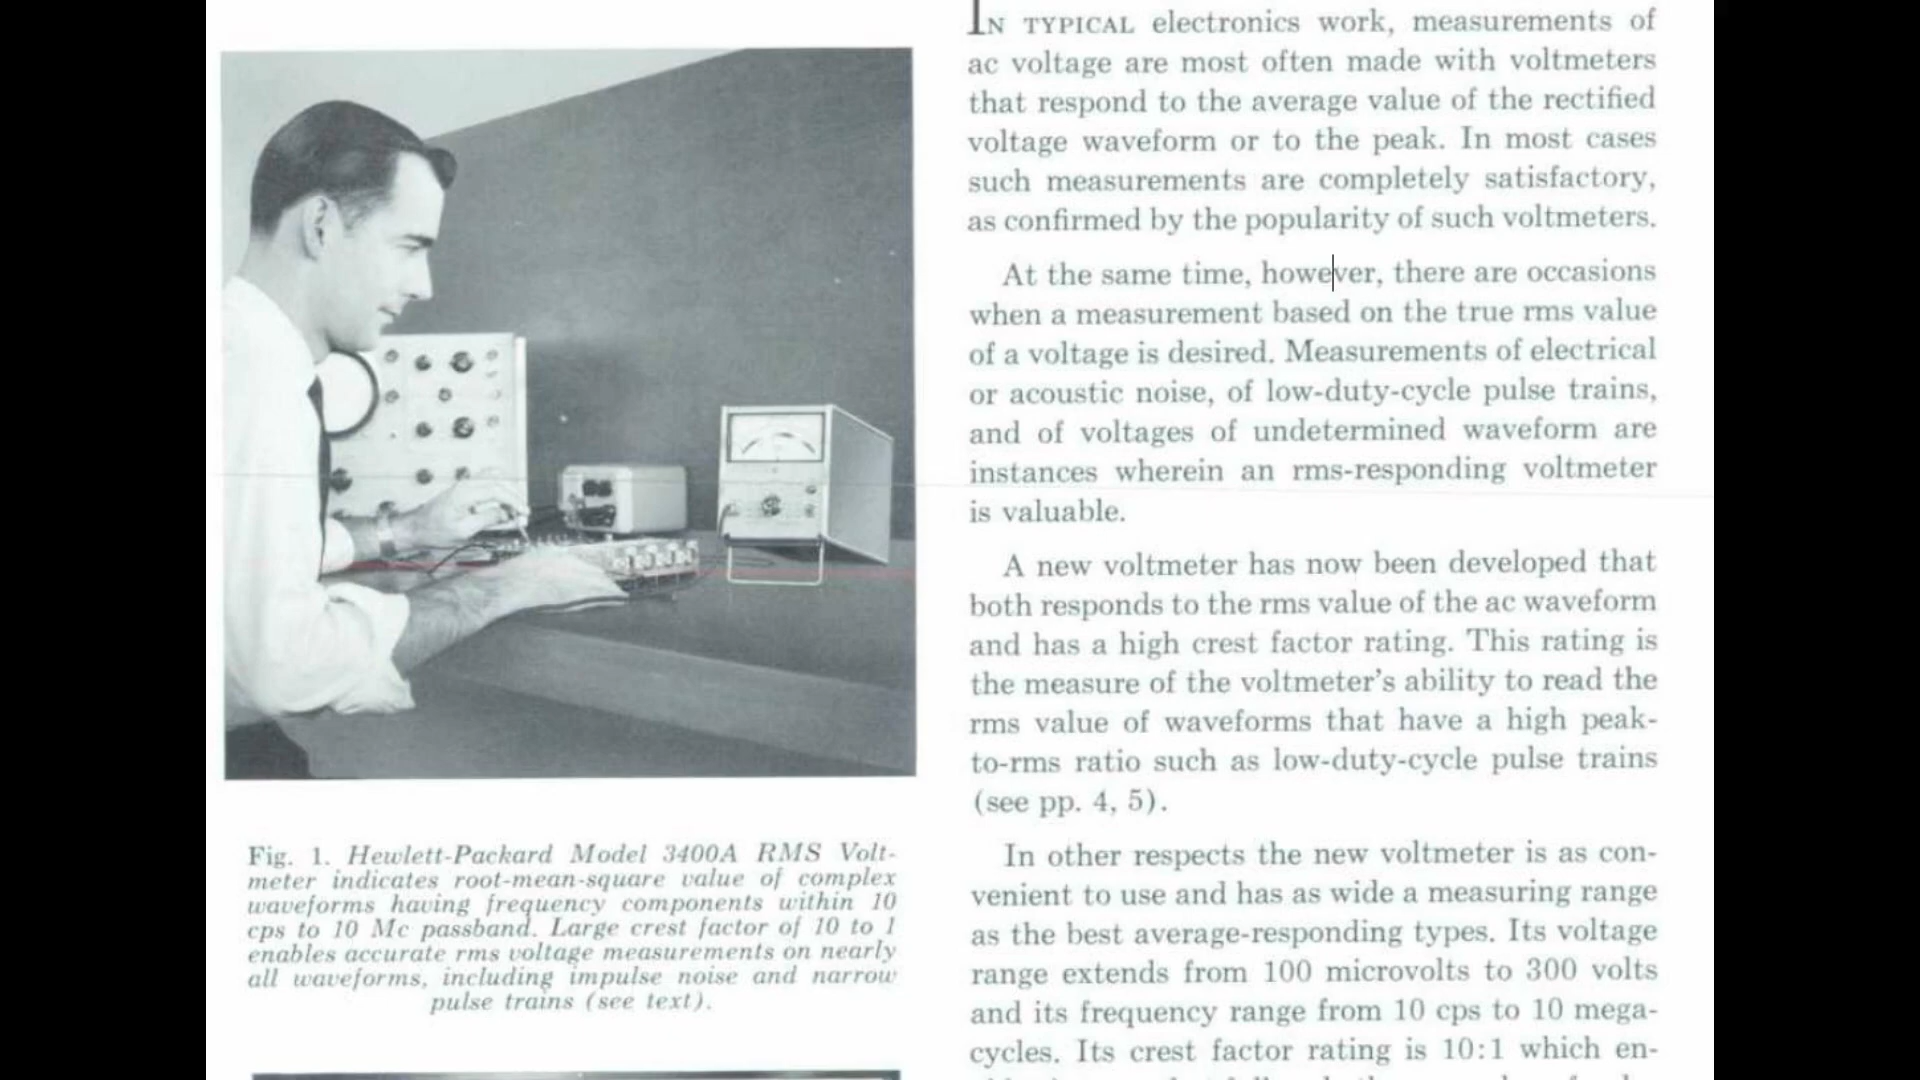 IN TYPICAL electronics work, measurements of
ac voltage are most often made with voltmeters
that respond to the average value of the rectified
voltage waveform or to the peak. In most cases
such measurements are completely satisfactory,
as confirmed by the popularity of such voltmeters.
At the same time, however, there are occasions
when a measurement based on the true rms value
of a voltage is desired. Measurements of electrical
or acoustic noise, of low-duty-cycle pulse trains,
and of voltages of undetermined waveform are
instances wherein an rms-responding voltmeter
is valuable.
A new voltmeter has now been developed that
both responds to the rms value of the ac waveform
and has a high crest factor rating. This rating is
the measure of the voltmeter's ability to read the
rms value of waveforms that have a high peak-
to-rms ratio such as low-duty-cycle pulse trains
(see pp. 4, 5).
In other respects the new voltmeter is as con-
venient to use and has as wide a measuring range
as the best average-responding types. Its voltage
range extends from 100 microvolts to 300 volts
and its frequency range from 10 cps to 10 mega-
cycles. Its crest factor rating is 10:1 which en-
Fig. 1. Hewlett-Packard Model 3400A RMS Volt-
meter indicates root-mean-square value of complex
waveforms having frequency components within 10
cps to 10 Mc passband. Large crest factor of 10 to 1
enables accurate rms voltage measurements on nearly
all waveforms, including impulse noise and narrow
pulse trains (see text).